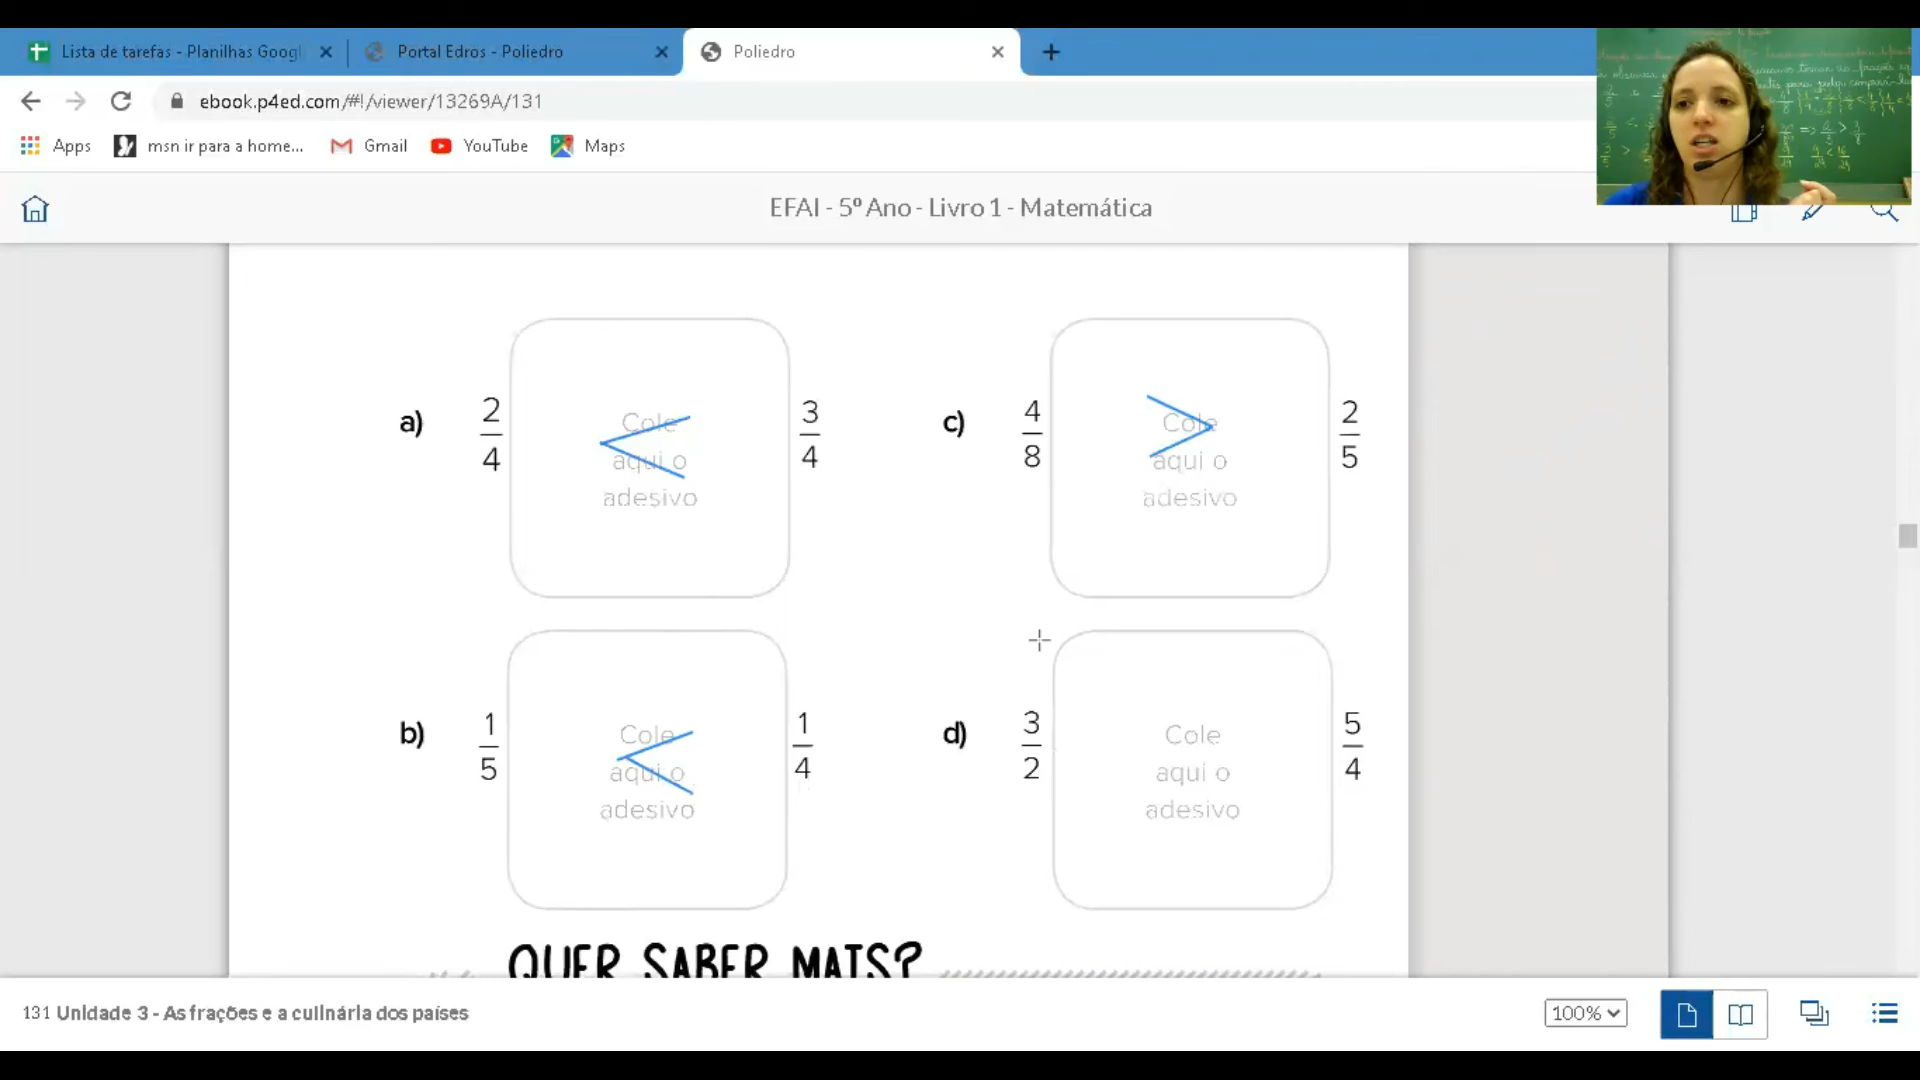 Lista de tarefas - Planilhas Googl
Portal Edros - Poliedro
Poliedro
ebook.p4ed.com/#!/viewer/13269A/131
Apps
msn ir para a home...
Gmail
YouTube
Maps
EFAI - 5º Ano - Livro 1 - Matemática
a) 2/4 < 3/4
Cole
aqui o
adesivo
c) 4/8 > 2/5
Cole
aqui o
adesivo
b) 1/5 < 1/4
Cole
aqui o
adesivo
d) 3/2 5/4
Cole
aqui o
adesivo
QUER SABER MAIS?
131 Unidade 3 - As frações e a culinária dos países
100%